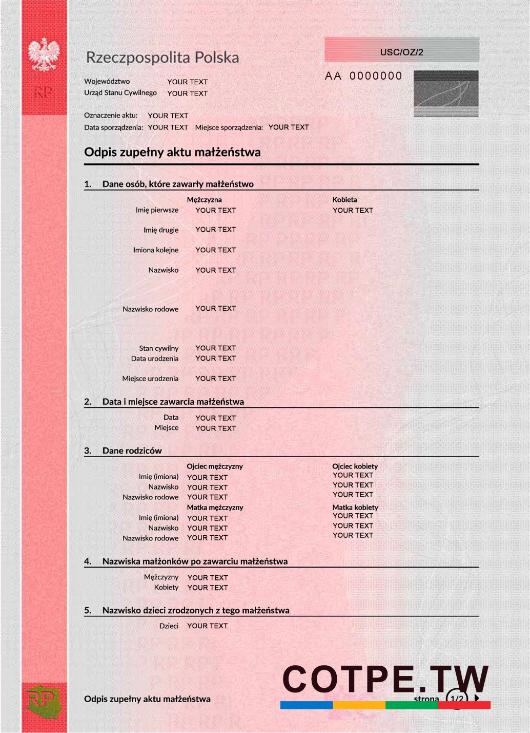 Rzeczpospolita Polska
USC/OZ/2
AA 0000000
RP
Województwo YOUR TEXT
Urząd Stanu Cywilnego YOUR TEXT
Oznaczenie aktu: YOUR TEXT
Data sporządzenia: YOUR TEXT Miejsce sporządzenia: YOUR TEXT
Odpis zupełny aktu małżeństwa
1. Dane osób, które zawarły małżeństwo
Mężczyzna Kobieta
Imię pierwsze YOUR TEXT YOUR TEXT
Imię drugie YOUR TEXT
Imiona kolejne YOUR TEXT
Nazwisko YOUR TEXT
Nazwisko rodowe YOUR TEXT
Stan cywilny YOUR TEXT
Data urodzenia YOUR TEXT
Miejsce urodzenia YOUR TEXT
2. Data i miejsce zawarcia małżeństwa
Data YOUR TEXT
Miejsce YOUR TEXT
3. Dane rodziców
Ojciec mężczyzny Ojciec kobiety
Imię (imiona) YOUR TEXT YOUR TEXT
Nazwisko YOUR TEXT YOUR TEXT
Nazwisko rodowe YOUR TEXT YOUR TEXT
Matka mężczyzny Matka kobiety
Imię (imiona) YOUR TEXT YOUR TEXT
Nazwisko YOUR TEXT YOUR TEXT
Nazwisko rodowe YOUR TEXT YOUR TEXT
4. Nazwiska małżonków po zawarciu małżeństwa
Mężczyzny YOUR TEXT
Kobiety YOUR TEXT
5. Nazwisko dzieci zrodzonych z tego małżeństwa
Dzieci YOUR TEXT
COTPE.TW
RP
Odpis zupełny aktu małżeństwa strona 1/2